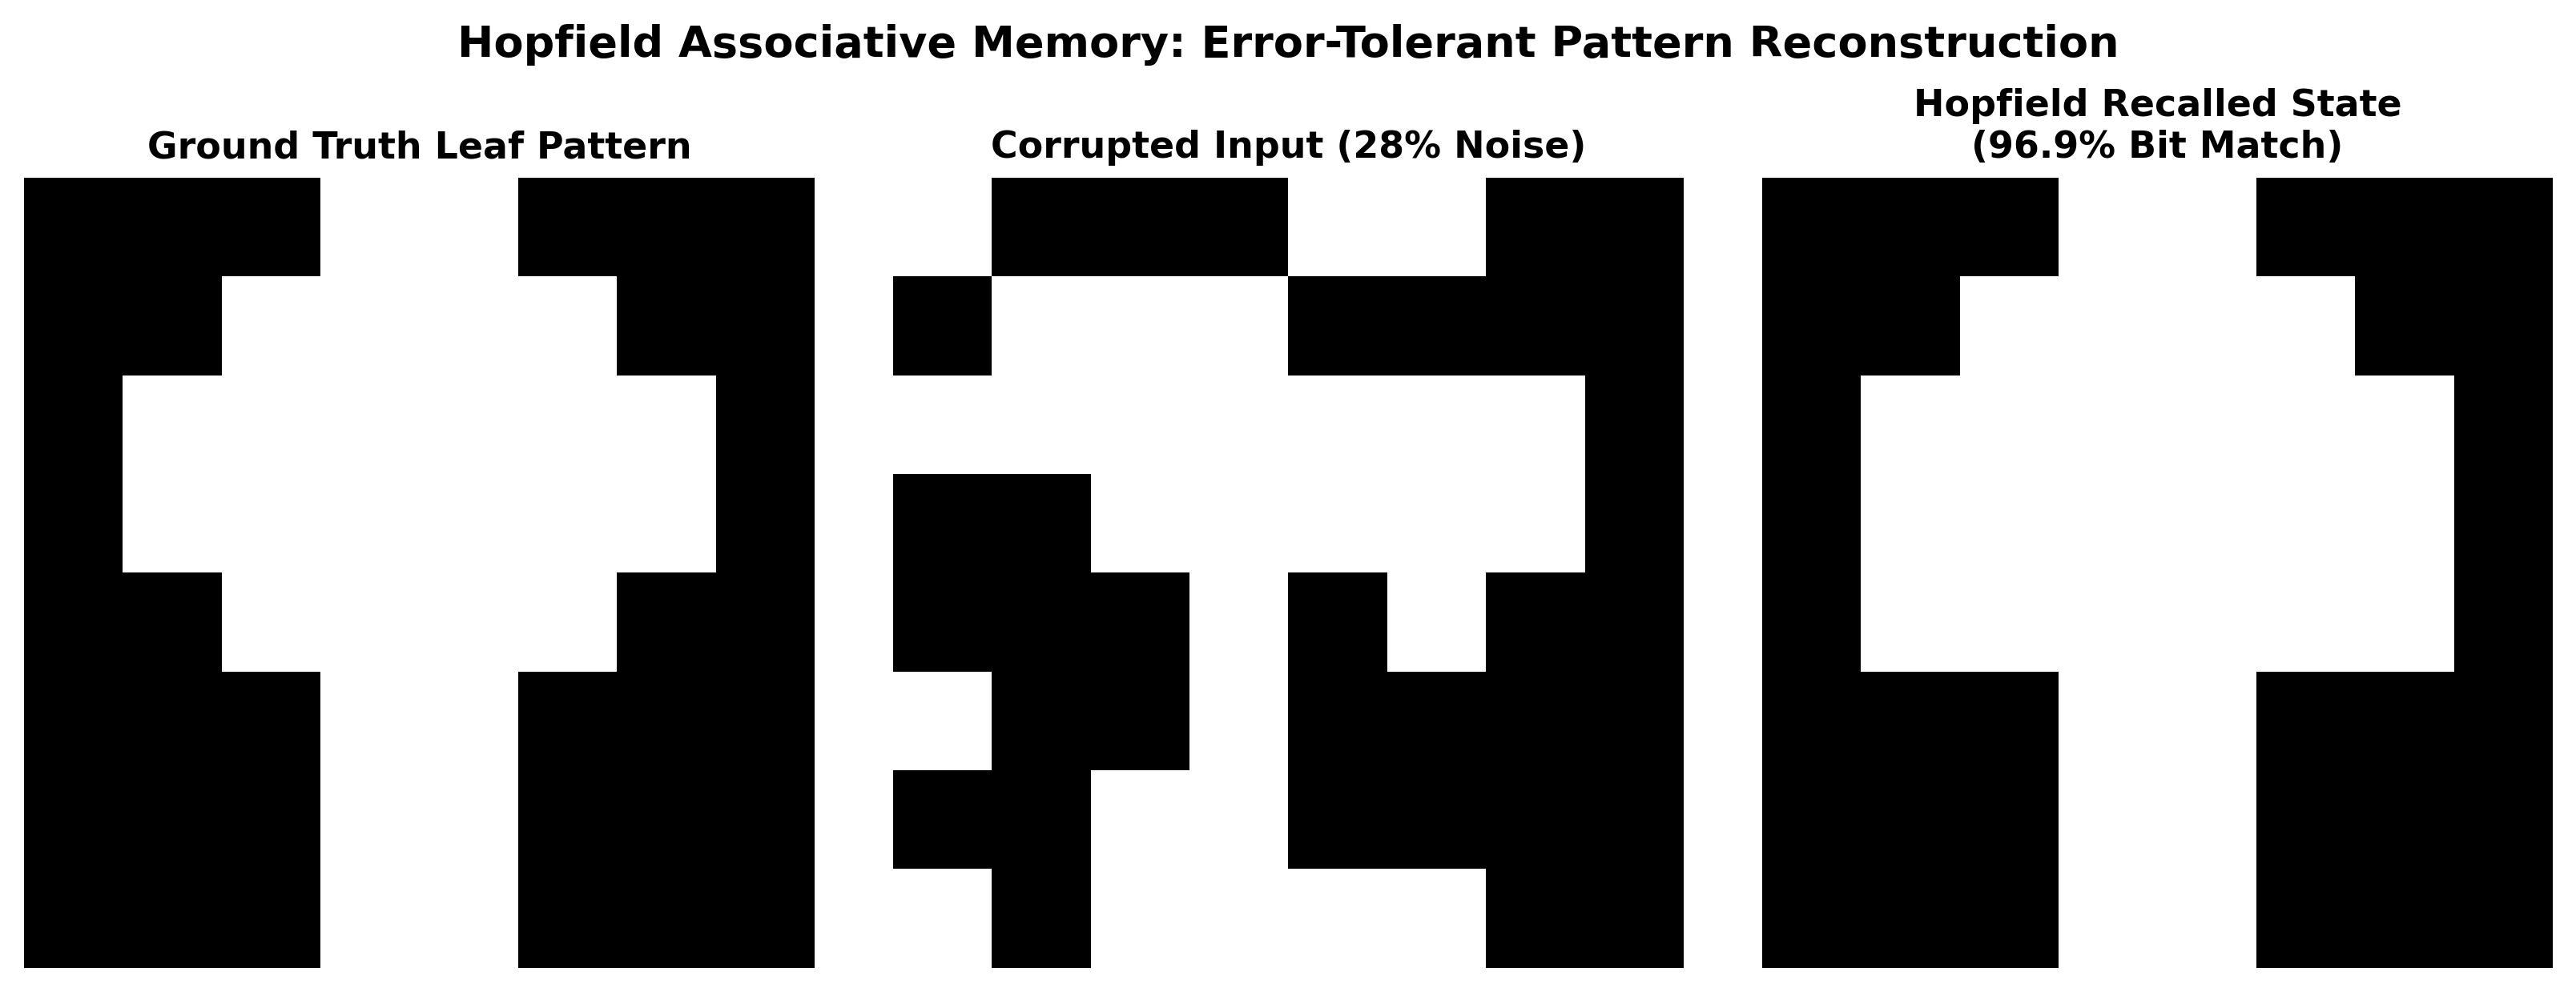 Hopfield Associative Memory: Error-Tolerant Pattern Reconstruction
Ground Truth Leaf Pattern
Corrupted Input (28% Noise)
Hopfield Recalled State
(96.9% Bit Match)